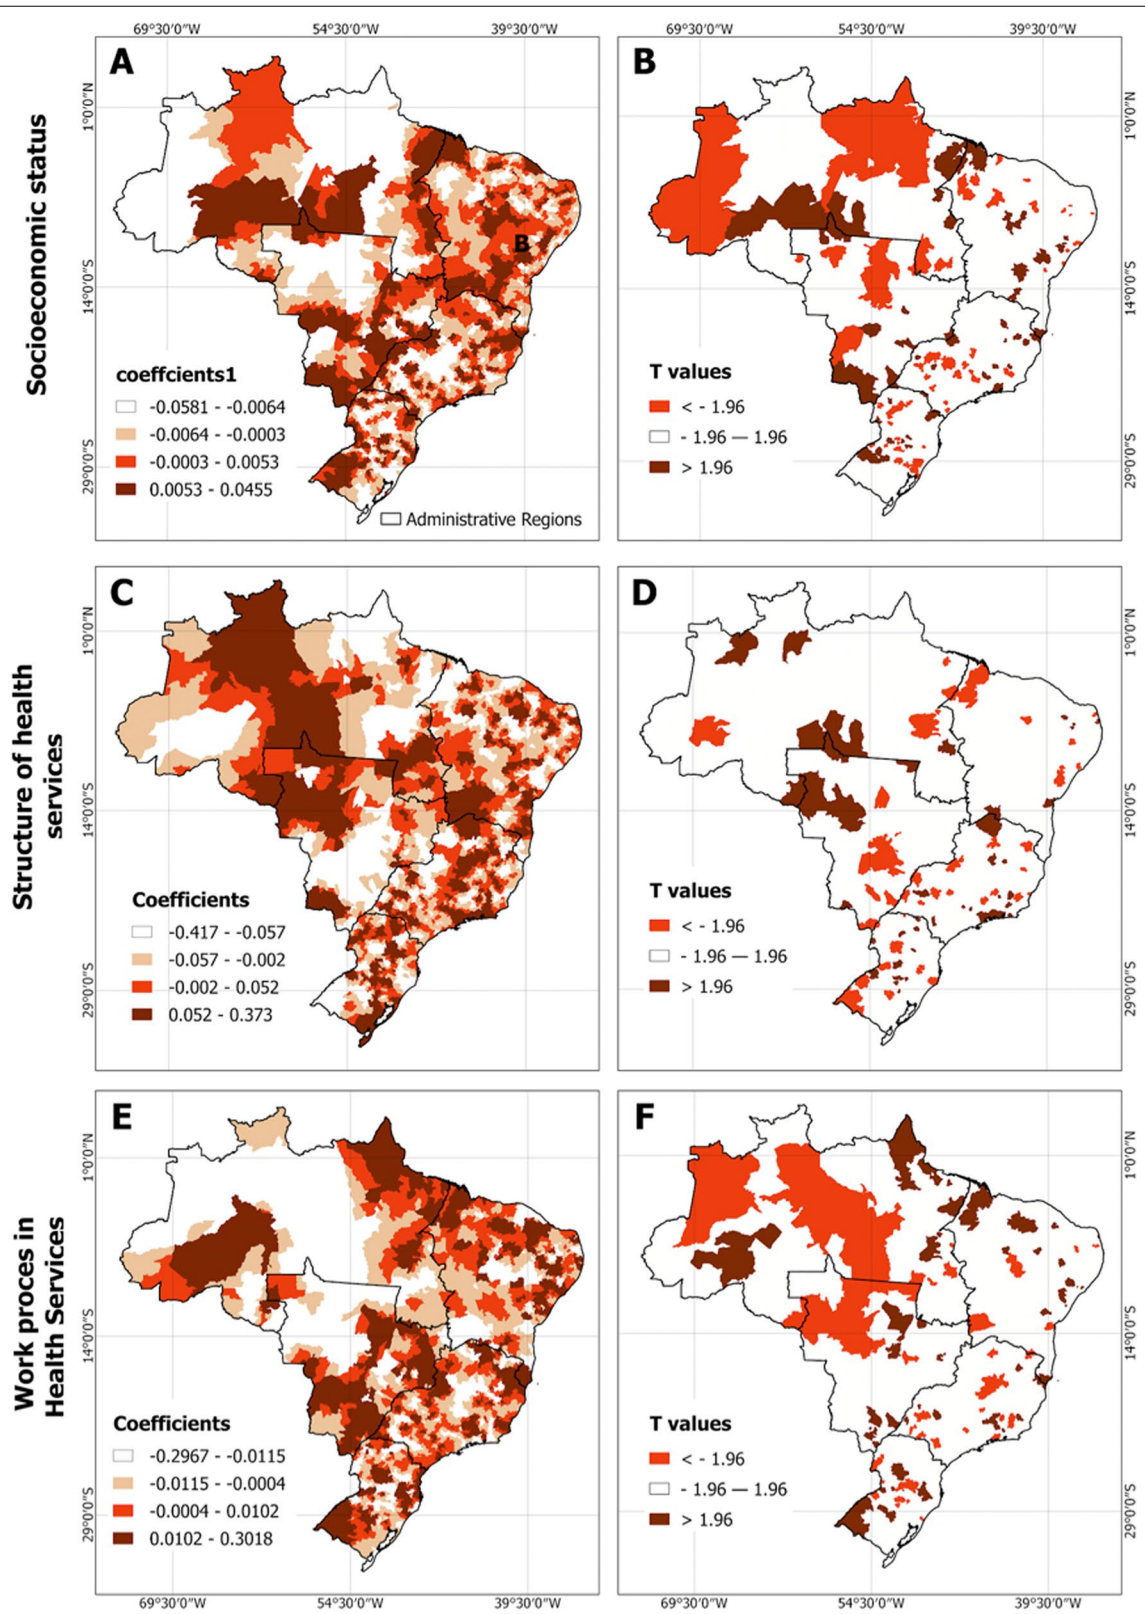 69°30'0"W 54°30'0"W 39°30'0"W 69°30'0"W 54°30'0"W 39°30'0"W
A
B
1°0'0"N
14°0'0"S
29°0'0"S
Socioeconomic status
B
coeffcients1
-0.0581 - -0.0064
-0.0064 - -0.0003
-0.0003 - 0.0053
0.0053 - 0.0455
Administrative Regions
T values
< - 1.96
- 1.96 — 1.96
> 1.96
1°0'0"N
14°0'0"S
29°0'0"S
C
D
1°0'0"N
14°0'0"S
29°0'0"S
Structure of health
services
Coefficients
-0.417 - -0.057
-0.057 - -0.002
-0.002 - 0.052
0.052 - 0.373
T values
< - 1.96
- 1.96 — 1.96
> 1.96
1°0'0"N
14°0'0"S
29°0'0"S
E
F
1°0'0"N
14°0'0"S
29°0'0"S
Work proces in
Health Services
Coefficients
-0.2967 - -0.0115
-0.0115 - -0.0004
-0.0004 - 0.0102
0.0102 - 0.3018
T values
< - 1.96
- 1.96 — 1.96
> 1.96
1°0'0"N
14°0'0"S
29°0'0"S
69°30'0"W 54°30'0"W 39°30'0"W 69°30'0"W 54°30'0"W 39°30'0"W